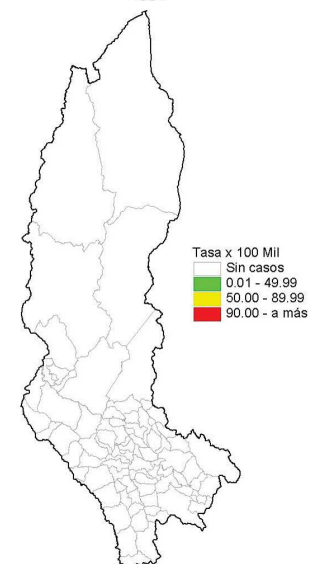 Tasa x 100 Mil
Sin casos
0.01 - 49.99
50.00 - 89.99
90.00 - a más